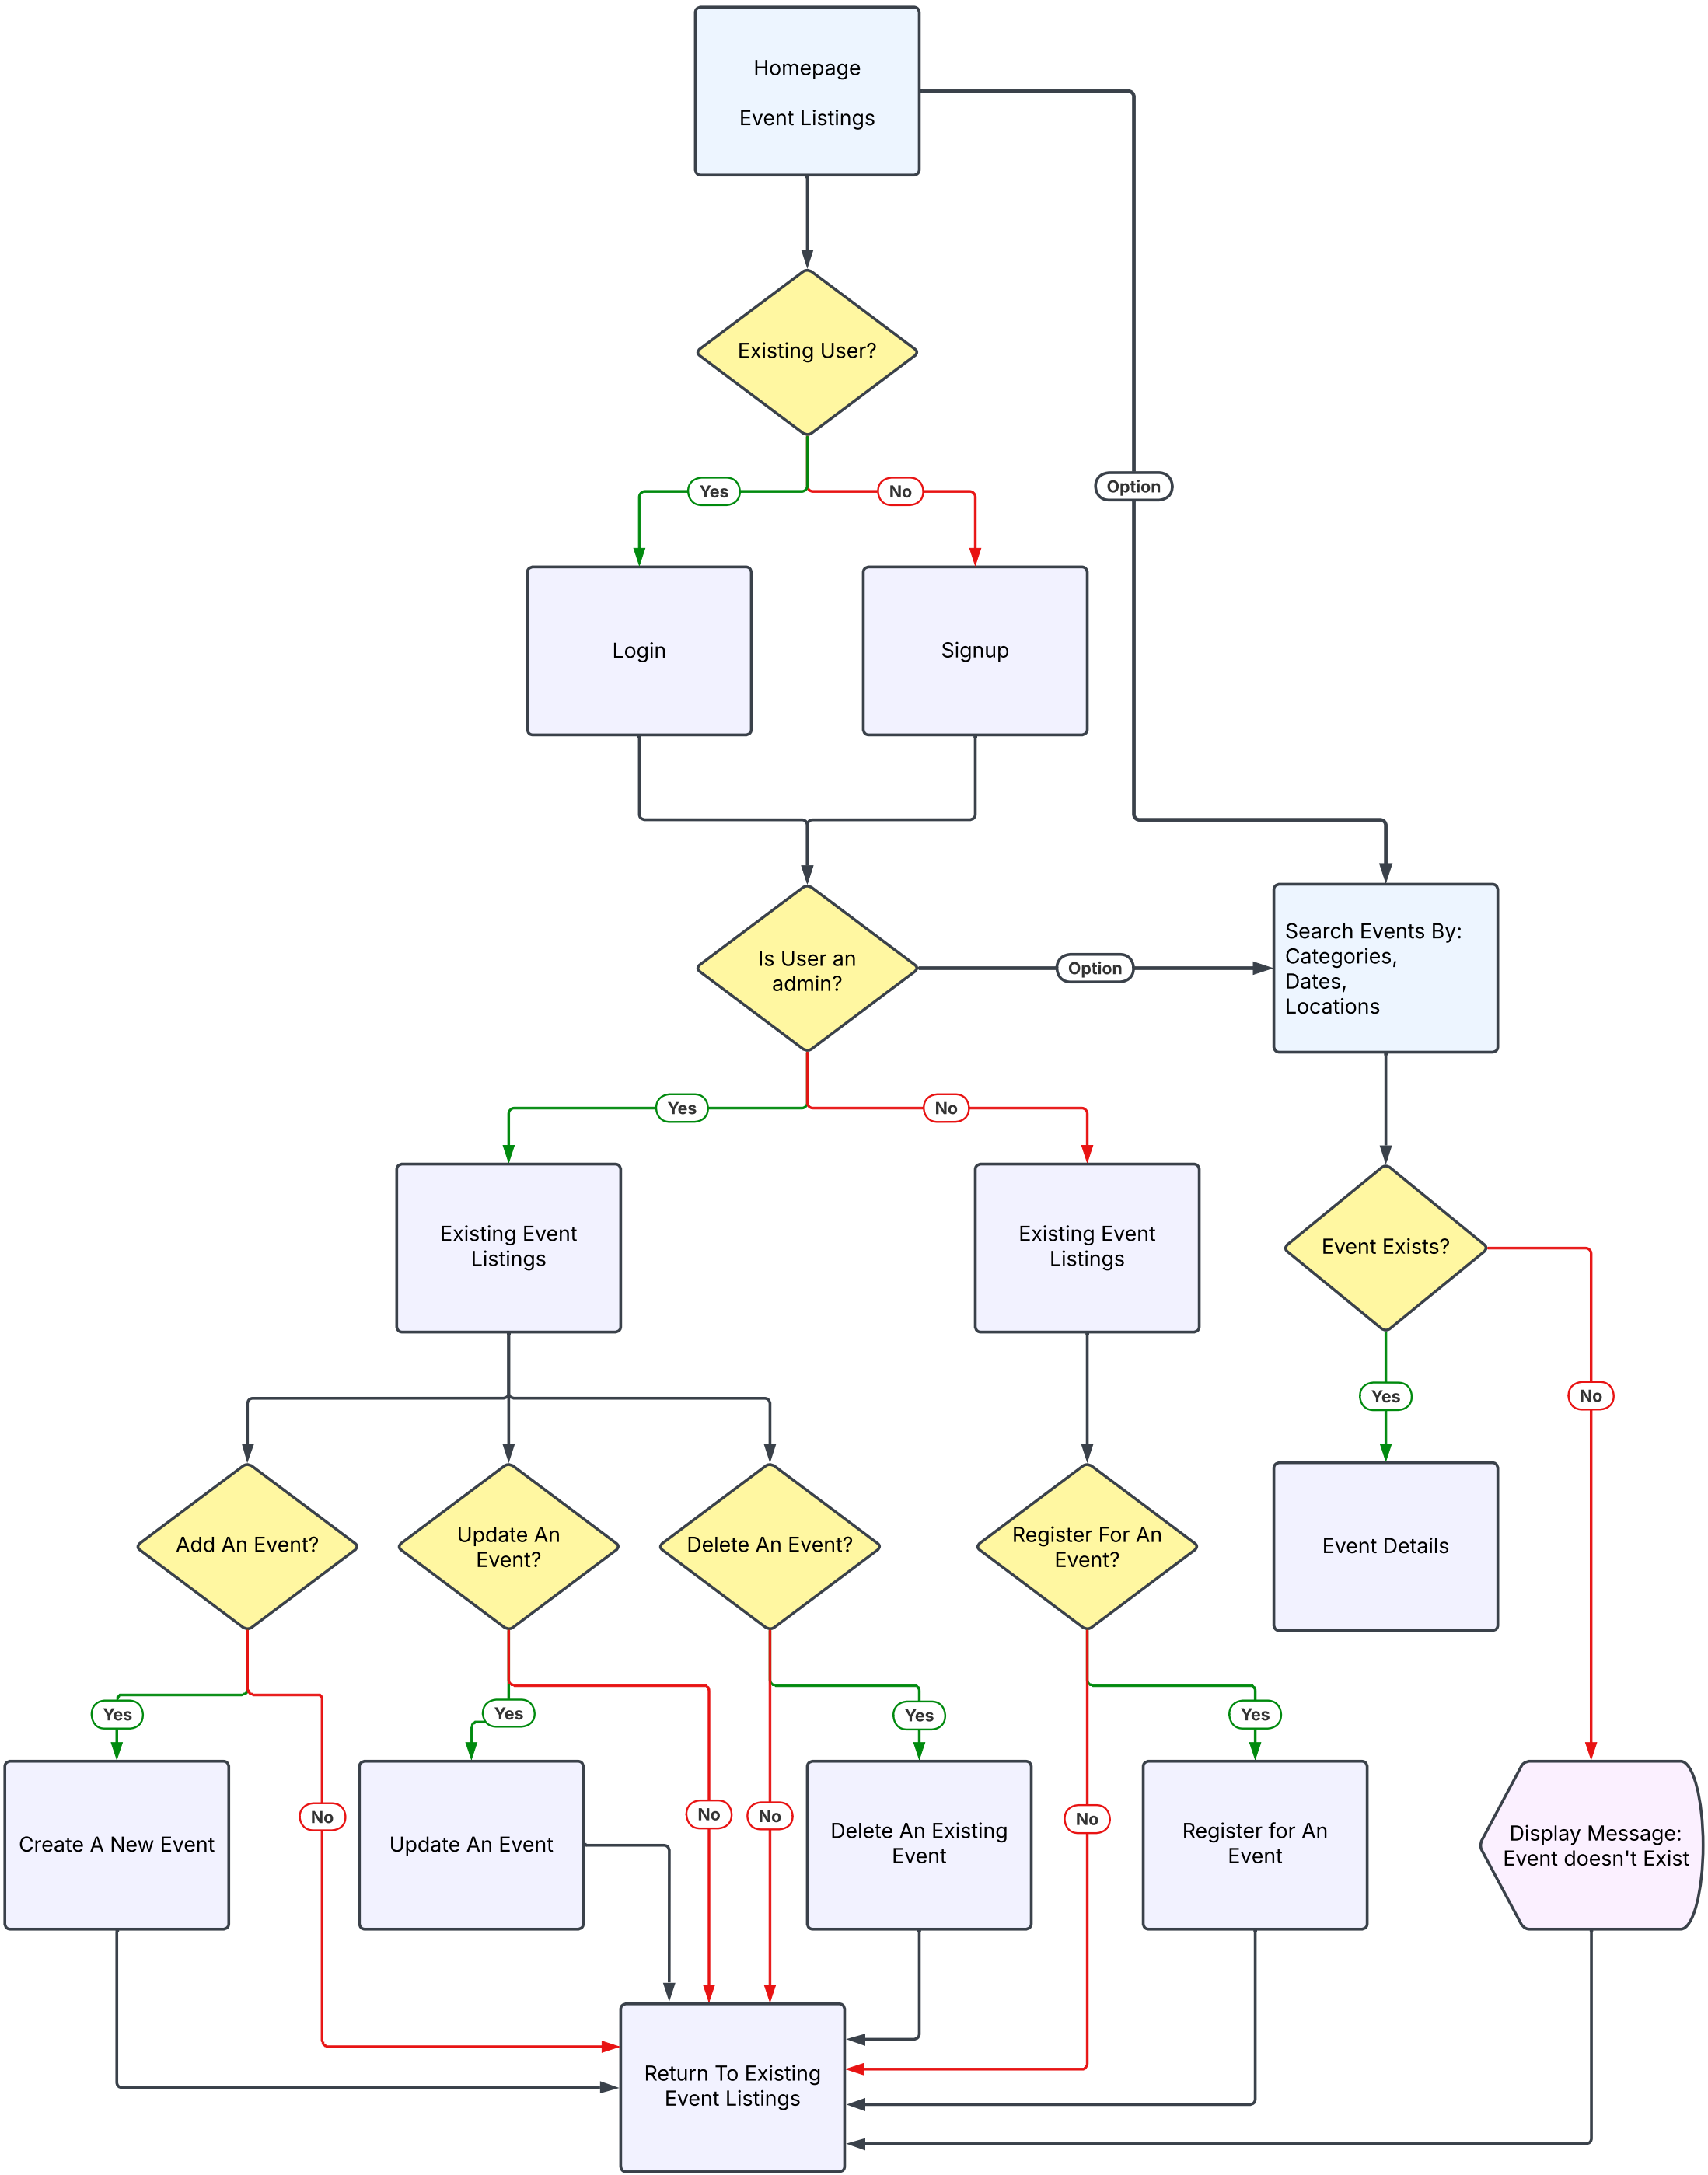 Homepage
Event Listings
Existing User?
Yes
No
Option
Login
Signup
Is User an
admin?
Option
Search Events By:
Categories,
Dates,
Locations
Yes
No
Existing Event
Listings
Existing Event
Listings
Event Exists?
Yes
No
Add An Event?
Update An
Event?
Delete An Event?
Register For An
Event?
Event Details
Yes
Yes
Yes
Yes
No
No
No
No
Create A New Event
Update An Event
Delete An Existing
Event
Register for An
Event
Display Message:
Event doesn't Exist
Return To Existing
Event Listings